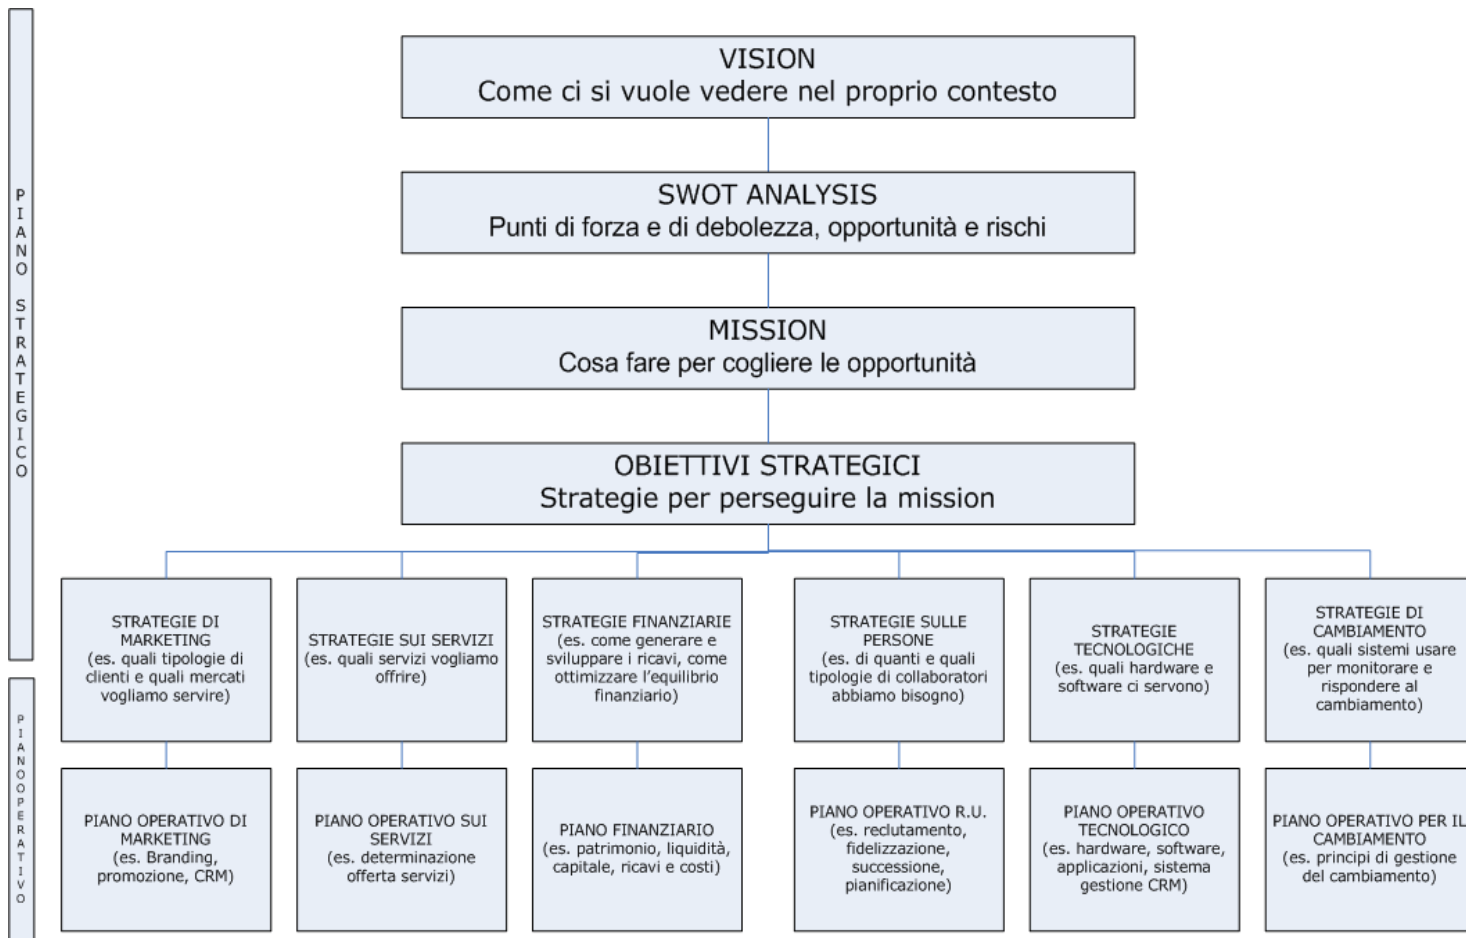 PIANO STRATEGICO
VISION
Come ci si vuole vedere nel proprio contesto
SWOT ANALYSIS
Punti di forza e di debolezza, opportunità e rischi
MISSION
Cosa fare per cogliere le opportunità
OBIETTIVI STRATEGICI
Strategie per perseguire la mission
STRATEGIE DI
MARKETING
(es. quali tipologie di
clienti e quali mercati
vogliamo servire)
STRATEGIE SUI SERVIZI
(es. quali servizi vogliamo
offrire)
STRATEGIE FINANZIARIE
(es. come generare e
sviluppare i ricavi, come
ottimizzare l'equilibrio
finanziario)
STRATEGIE SULLE
PERSONE
(es. di quanti e quali
tipologie di collaboratori
abbiamo bisogno)
STRATEGIE
TECNOLOGICHE
(es. quali hardware e
software ci servono)
STRATEGIE DI
CAMBIAMENTO
(es. quali sistemi usare
per monitorare e
rispondere al
cambiamento)
PIANOOPERATIVO
PIANO OPERATIVO DI
MARKETING
(es. Branding,
promozione, CRM)
PIANO OPERATIVO SUI
SERVIZI
(es. determinazione
offerta servizi)
PIANO FINANZIARIO
(es. patrimonio, liquidità,
capitale, ricavi e costi)
PIANO OPERATIVO R.U.
(es. reclutamento,
fidelizzazione,
successione,
pianificazione)
PIANO OPERATIVO
TECNOLOGICO
(es. hardware, software,
applicazioni, sistema
gestione CRM)
PIANO OPERATIVO PER IL
CAMBIAMENTO
(es. principi di gestione
del cambiamento)